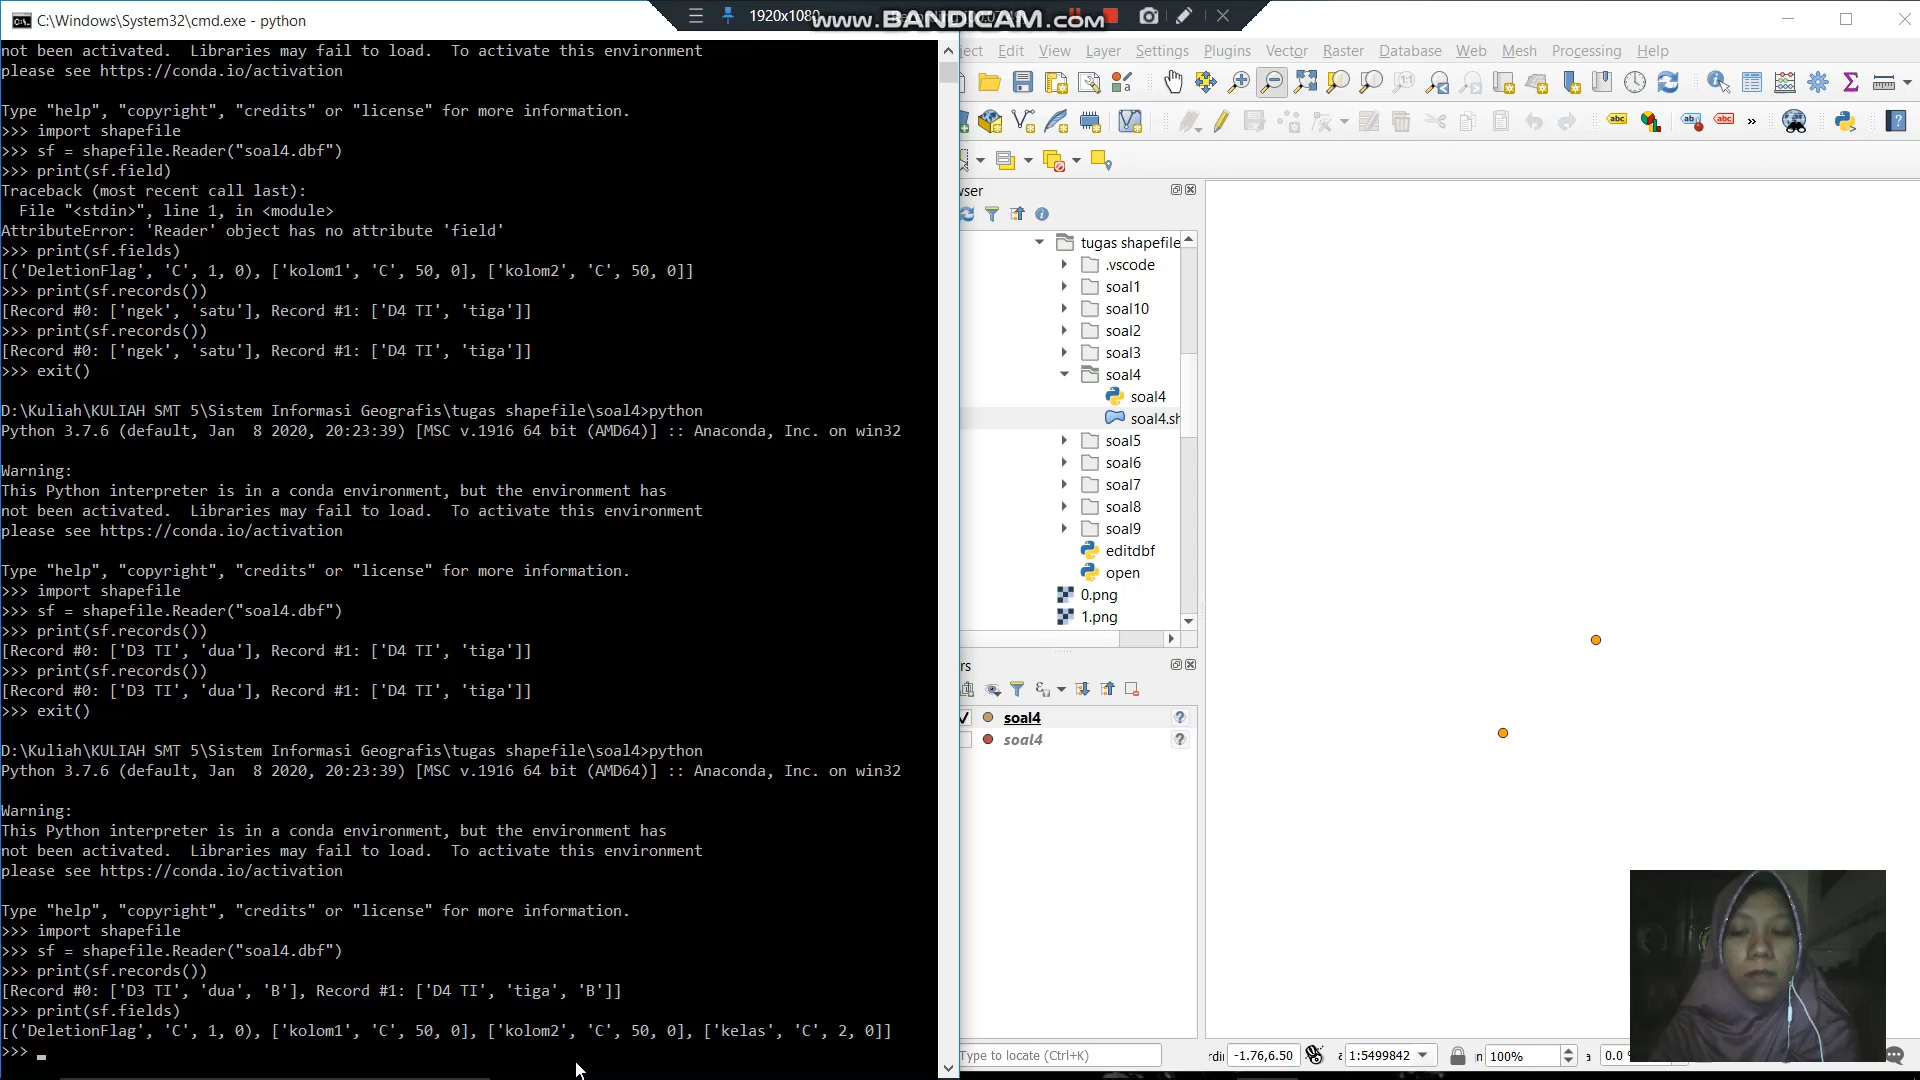 C:\Windows\System32\cmd.exe - python
1920x1080
www.BANDICAM.com
not been activated.  Libraries may fail to load.  To activate this environment
please see https://conda.io/activation
Type "help", "copyright", "credits" or "license" for more information.
>>> import shapefile
>>> sf = shapefile.Reader("soal4.dbf")
>>> print(sf.field)
Traceback (most recent call last):
  File "<stdin>", line 1, in <module>
AttributeError: 'Reader' object has no attribute 'field'
>>> print(sf.fields)
[('DeletionFlag', 'C', 1, 0), ['kolom1', 'C', 50, 0], ['kolom2', 'C', 50, 0]]
>>> print(sf.records())
[Record #0: ['ngek', 'satu'], Record #1: ['D4 TI', 'tiga']]
>>> print(sf.records())
[Record #0: ['ngek', 'satu'], Record #1: ['D4 TI', 'tiga']]
>>> exit()
D:\Kuliah\KULIAH SMT 5\Sistem Informasi Geografis\tugas shapefile\soal4>python
Python 3.7.6 (default, Jan  8 2020, 20:23:39) [MSC v.1916 64 bit (AMD64)] :: Anaconda, Inc. on win32
Warning:
This Python interpreter is in a conda environment, but the environment has
not been activated.  Libraries may fail to load.  To activate this environment
please see https://conda.io/activation
Type "help", "copyright", "credits" or "license" for more information.
>>> import shapefile
>>> sf = shapefile.Reader("soal4.dbf")
>>> print(sf.records())
[Record #0: ['D3 TI', 'dua'], Record #1: ['D4 TI', 'tiga']]
>>> print(sf.records())
[Record #0: ['D3 TI', 'dua'], Record #1: ['D4 TI', 'tiga']]
>>> exit()
D:\Kuliah\KULIAH SMT 5\Sistem Informasi Geografis\tugas shapefile\soal4>python
Python 3.7.6 (default, Jan  8 2020, 20:23:39) [MSC v.1916 64 bit (AMD64)] :: Anaconda, Inc. on win32
Warning:
This Python interpreter is in a conda environment, but the environment has
not been activated.  Libraries may fail to load.  To activate this environment
please see https://conda.io/activation
Type "help", "copyright", "credits" or "license" for more information.
>>> import shapefile
>>> sf = shapefile.Reader("soal4.dbf")
>>> print(sf.records())
[Record #0: ['D3 TI', 'dua', 'B'], Record #1: ['D4 TI', 'tiga', 'B']]
>>> print(sf.fields)
[('DeletionFlag', 'C', 1, 0), ['kolom1', 'C', 50, 0], ['kolom2', 'C', 50, 0], ['kelas', 'C', 2, 0]]
>>>
ject Edit View Layer Settings Plugins Vector Raster Database Web Mesh Processing Help
abc abc abc »
wser
tugas shapefile
.vscode
soal1
soal10
soal2
soal3
soal4
soal4
soal4.sh
soal5
soal6
soal7
soal8
soal9
editdbf
open
0.png
1.png
rs
soal4
soal4
Type to locate (Ctrl+K)
rdi -1.76,6.50 1:5499842 100% 0.0